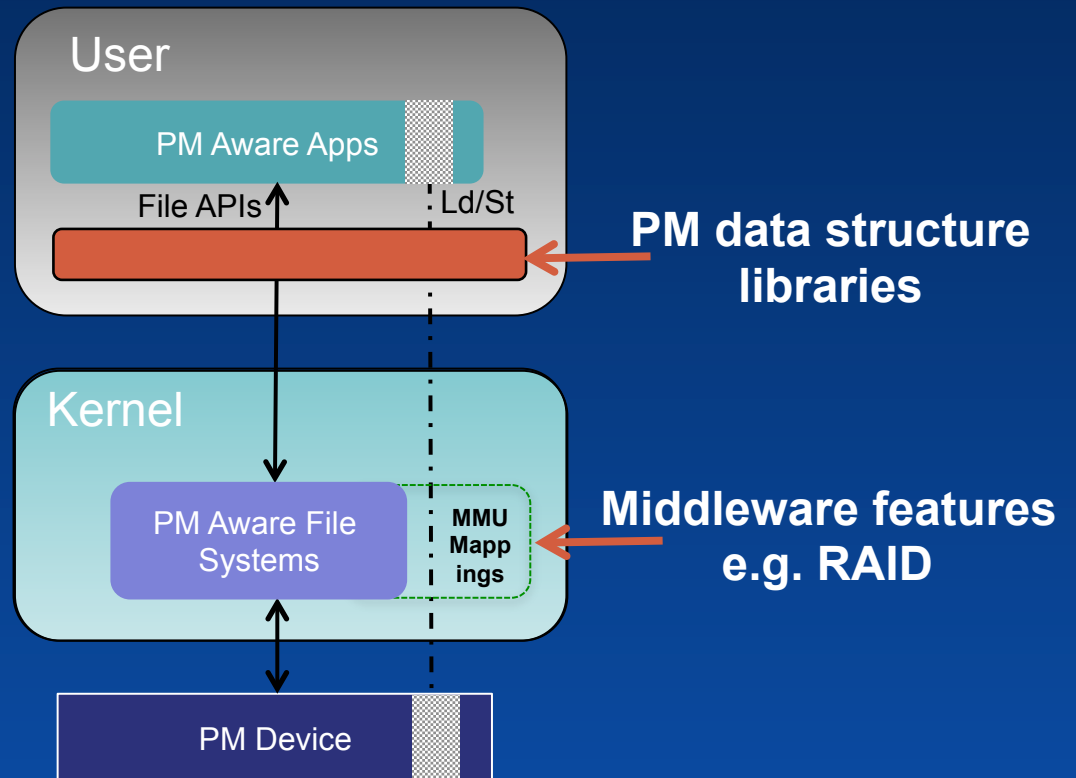 User
PM Aware Apps
File APIs
Ld/St
PM data structure
libraries
Kernel
PM Aware File
Systems
MMU
Mapp
ings
Middleware features
e.g. RAID
PM Device